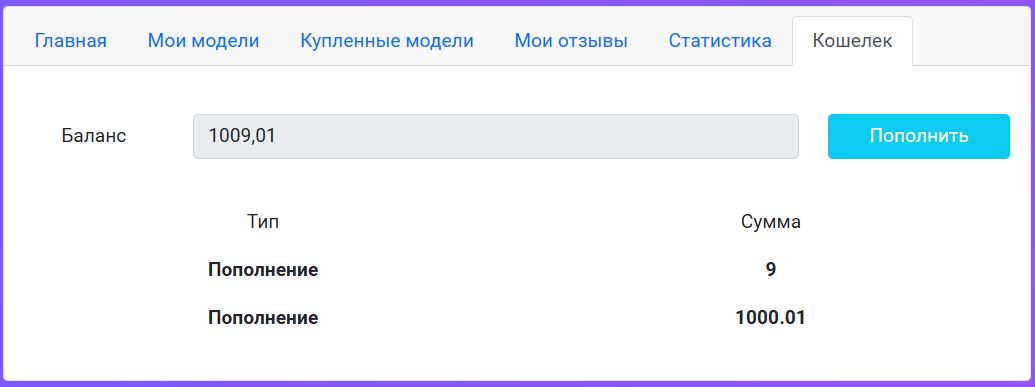 Главная Мои модели Купленные модели Мои отзывы Статистика Кошелек
Баланс 1009,01 Пополнить
Тип Сумма
Пополнение 9
Пополнение 1000.01